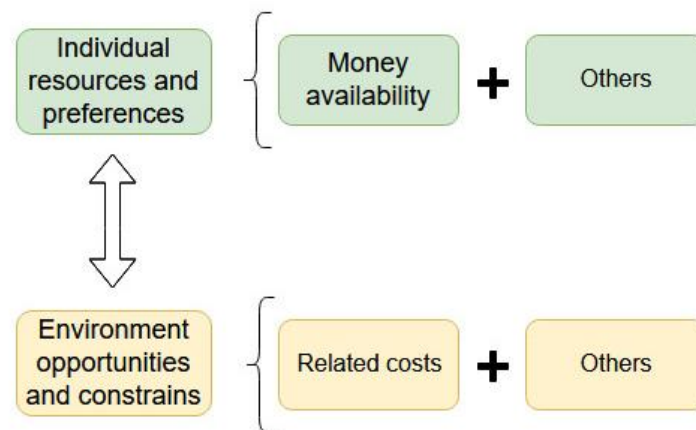 Individual
resources and
preferences
Money
availability
+
Others
Environment
opportunities
and constrains
Related costs
+
Others